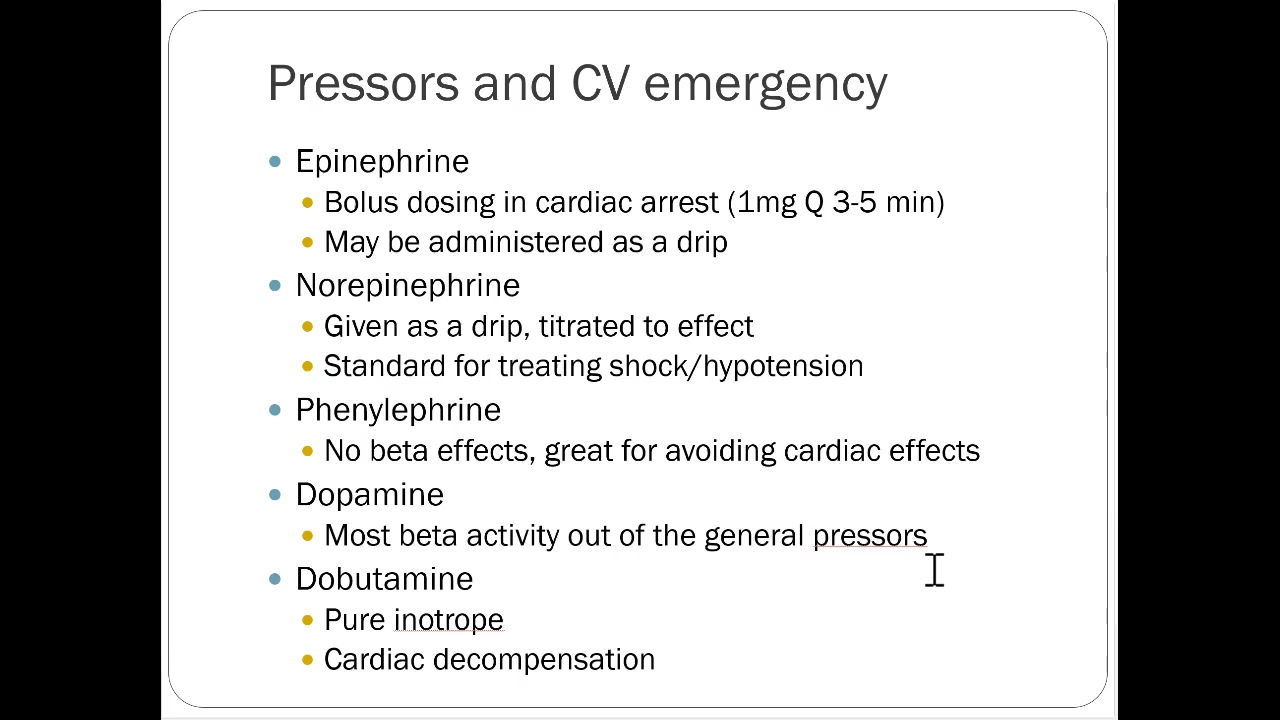 Pressors and CV emergency
Epinephrine
Bolus dosing in cardiac arrest (1mg Q 3-5 min)
May be administered as a drip
Norepinephrine
Given as a drip, titrated to effect
Standard for treating shock/hypotension
Phenylephrine
No beta effects, great for avoiding cardiac effects
Dopamine
Most beta activity out of the general pressors
Dobutamine
Pure inotrope
Cardiac decompensation